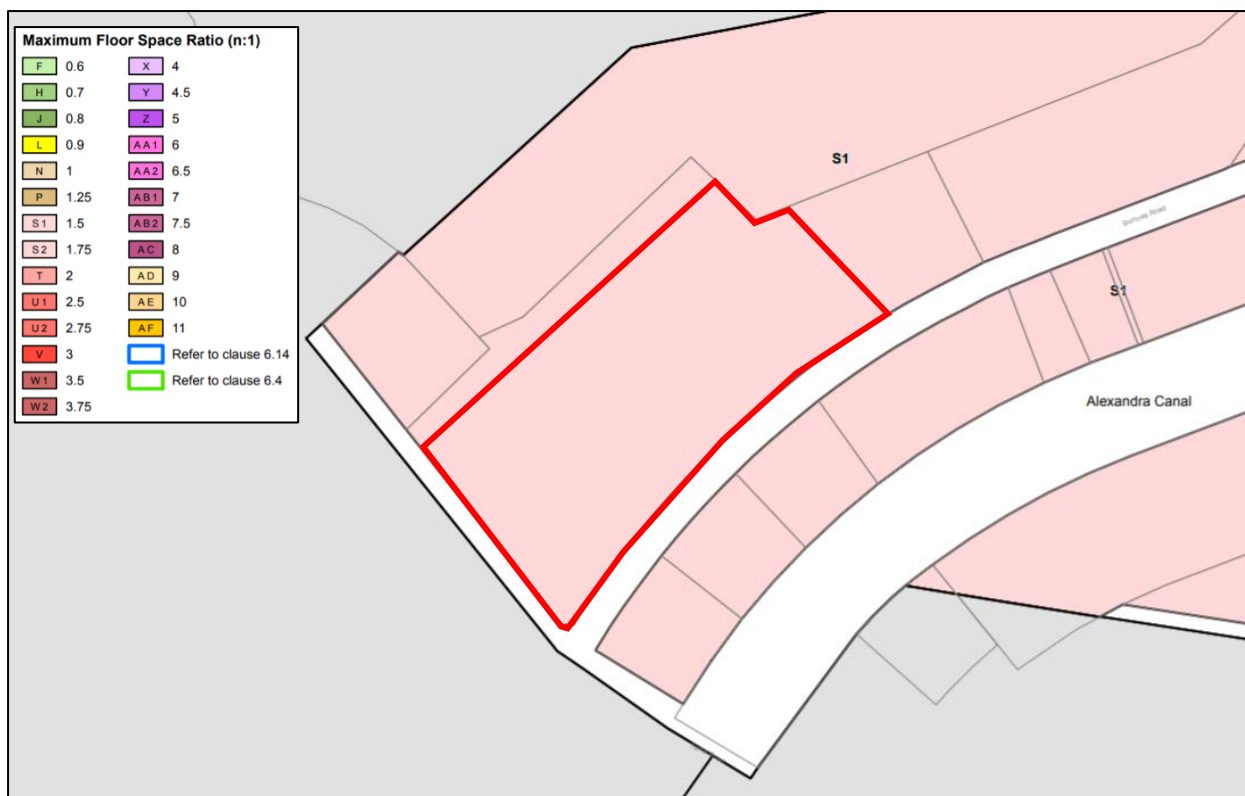 Maximum Floor Space Ratio (n:1)
F 0.6
H 0.7
J 0.8
L 0.9
N 1
P 1.25
S1 1.5
S2 1.75
T 2
U1 2.5
U2 2.75
V 3
W1 3.5
W2 3.75
X 4
Y 4.5
Z 5
AA1 6
AA2 6.5
AB1 7
AB2 7.5
AC 8
AD 9
AE 10
AF 11
Refer to clause 6.14
Refer to clause 6.4
S1
Burrows Road
S1
Alexandra Canal